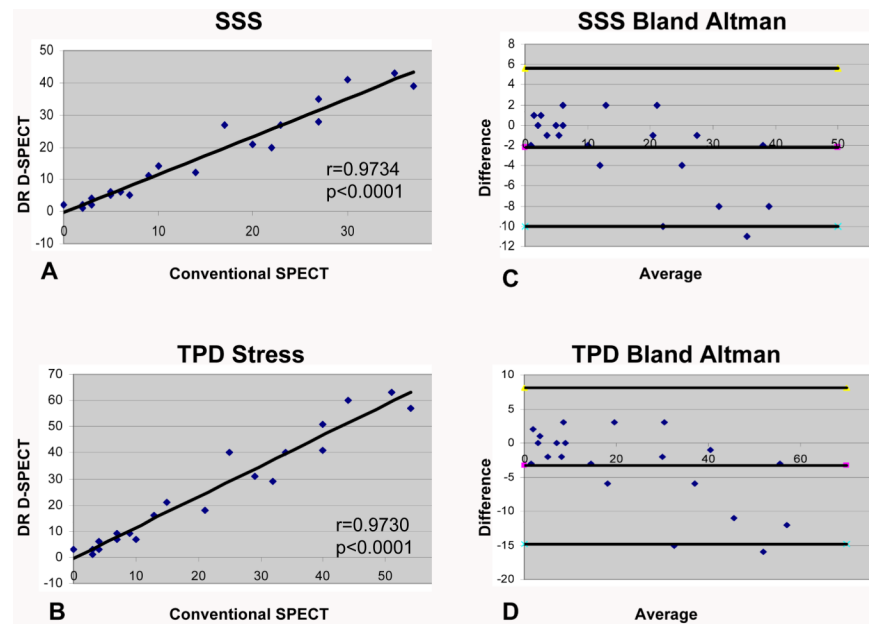 SSS
50
40
30
20
10
0
-10
0 10 20 30
DR D-SPECT
r=0.9734
p<0.0001
A
Conventional SPECT
SSS Bland Altman
8
6
4
2
0
-2
-4
-6
-8
-10
-12
0 10 20 30 40 50
Difference
C
Average
TPD Stress
70
60
50
40
30
20
10
0
-10
0 10 20 30 40 50
DR D-SPECT
r=0.9730
p<0.0001
B
Conventional SPECT
TPD Bland Altman
10
5
0
-5
-10
-15
-20
0 20 40 60
Difference
D
Average